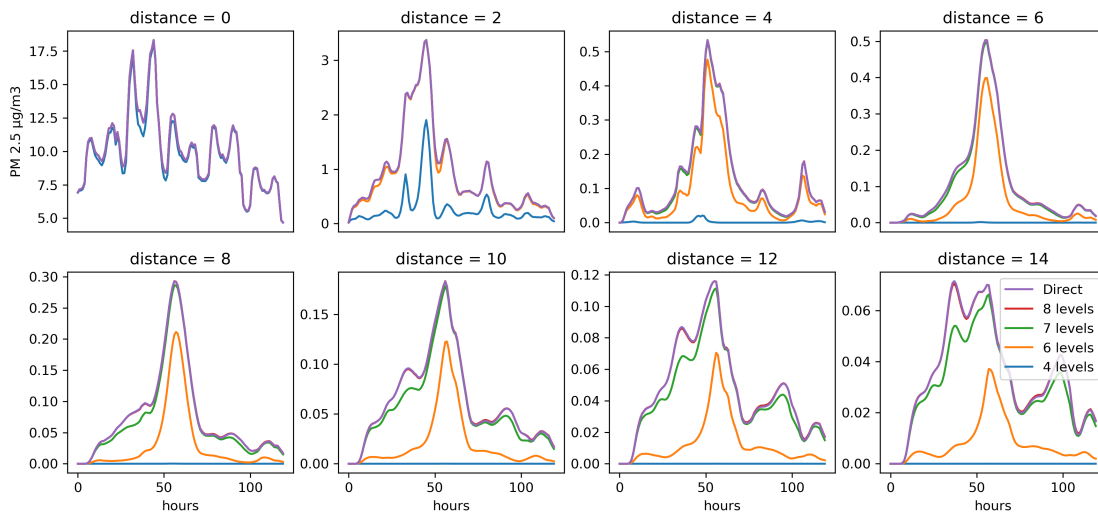 distance = 0
distance = 2
distance = 4
distance = 6
PM 2.5 μg/m3
17.5
15.0
12.5
10.0
7.5
5.0
3
2
1
0
0.5
0.4
0.3
0.2
0.1
0.0
0.5
0.4
0.3
0.2
0.1
0.0
distance = 8
distance = 10
distance = 12
distance = 14
0.30
0.25
0.20
0.15
0.10
0.05
0.00
0.15
0.10
0.05
0.00
0.12
0.10
0.08
0.06
0.04
0.02
0.00
0.06
0.04
0.02
0.00
Direct
8 levels
7 levels
6 levels
4 levels
0 50 100
0 50 100
0 50 100
0 50 100
hours
hours
hours
hours